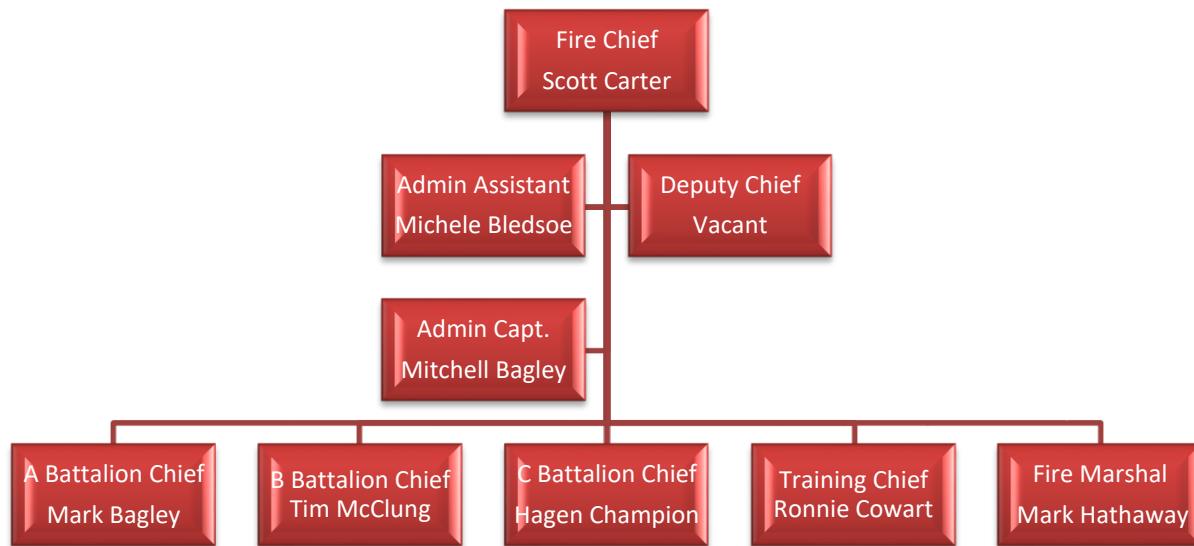 Fire Chief
Scott Carter
Admin Assistant
Michele Bledsoe
Deputy Chief
Vacant
Admin Capt.
Mitchell Bagley
A Battalion Chief
Mark Bagley
B Battalion Chief
Tim McClung
C Battalion Chief
Hagen Champion
Training Chief
Ronnie Cowart
Fire Marshal
Mark Hathaway